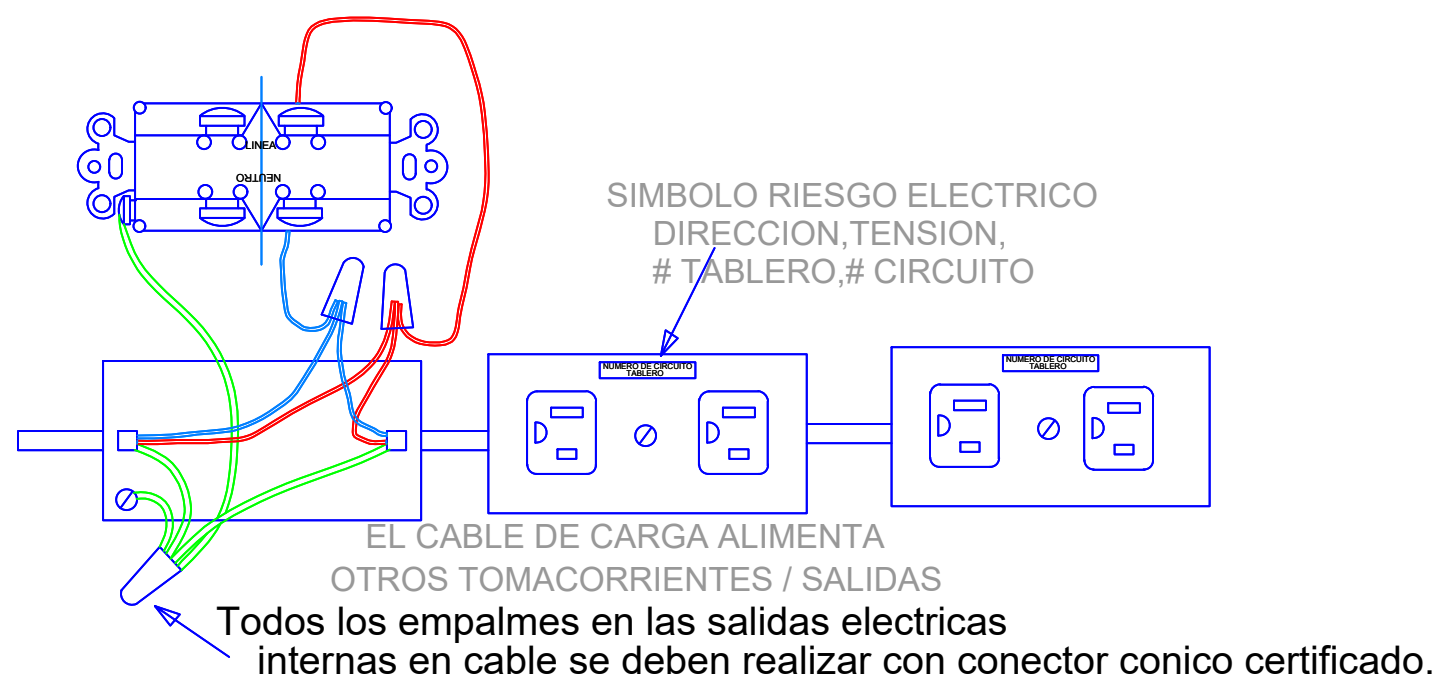 LINEA
NEUTRO
SIMBOLO RIESGO ELECTRICO
DIRECCION,TENSION,
# TABLERO,# CIRCUITO
NUMERO DE CIRCUITO
TABLERO
NUMERO DE CIRCUITO
TABLERO
EL CABLE DE CARGA ALIMENTA
OTROS TOMACORRIENTES / SALIDAS
Todos los empalmes en las salidas electricas
internas en cable se deben realizar con conector conico certificado.